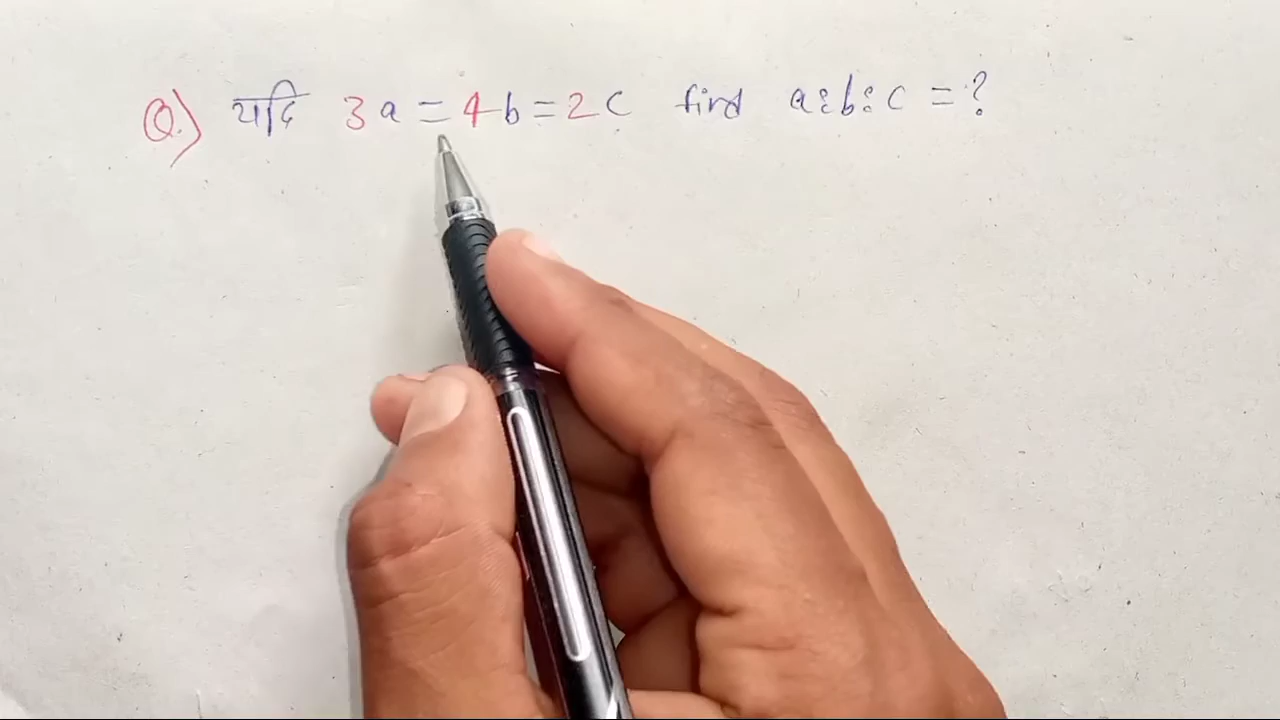 Q.) यदि 3a = 4b = 2c find a:b:c = ?